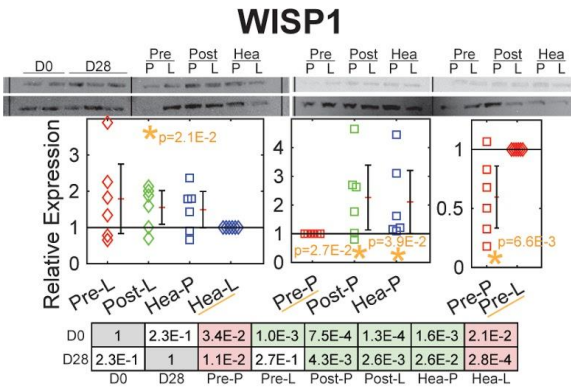 WISP1
Pre Post Hea Pre Post Hea Pre Post Hea
D0 D28 P L P L P L P L P L P L P L P L P L
p=2.1E-2
Relative Expression
3
2
1
0
4
3
2
1
0
1
0.5
0
p=2.7E-2 p=3.9E-2 p=6.6E-3
Pre-L Post-L Hea-P Hea-L Pre-P Post-P Hea-P Pre-P Pre-L
D0 1 2.3E-1 3.4E-2 1.0E-3 7.5E-4 1.3E-4 1.6E-3 2.1E-2
D28 2.3E-1 1 1.1E-2 2.7E-1 4.3E-3 2.6E-3 2.6E-2 2.8E-4
D0 D28 Pre-P Pre-L Post-P Post-L Hea-P Hea-L